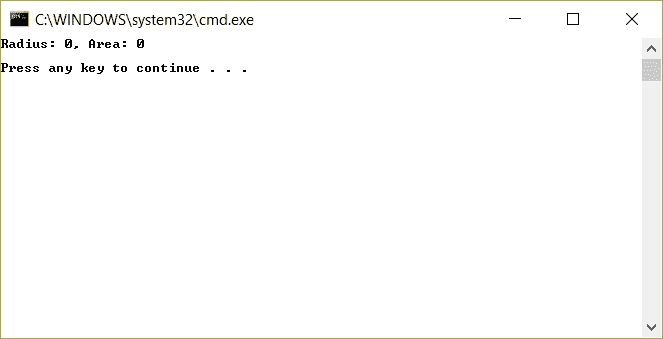 C:\WINDOWS\system32\cmd.exe
Radius: 0, Area: 0
Press any key to continue . . .